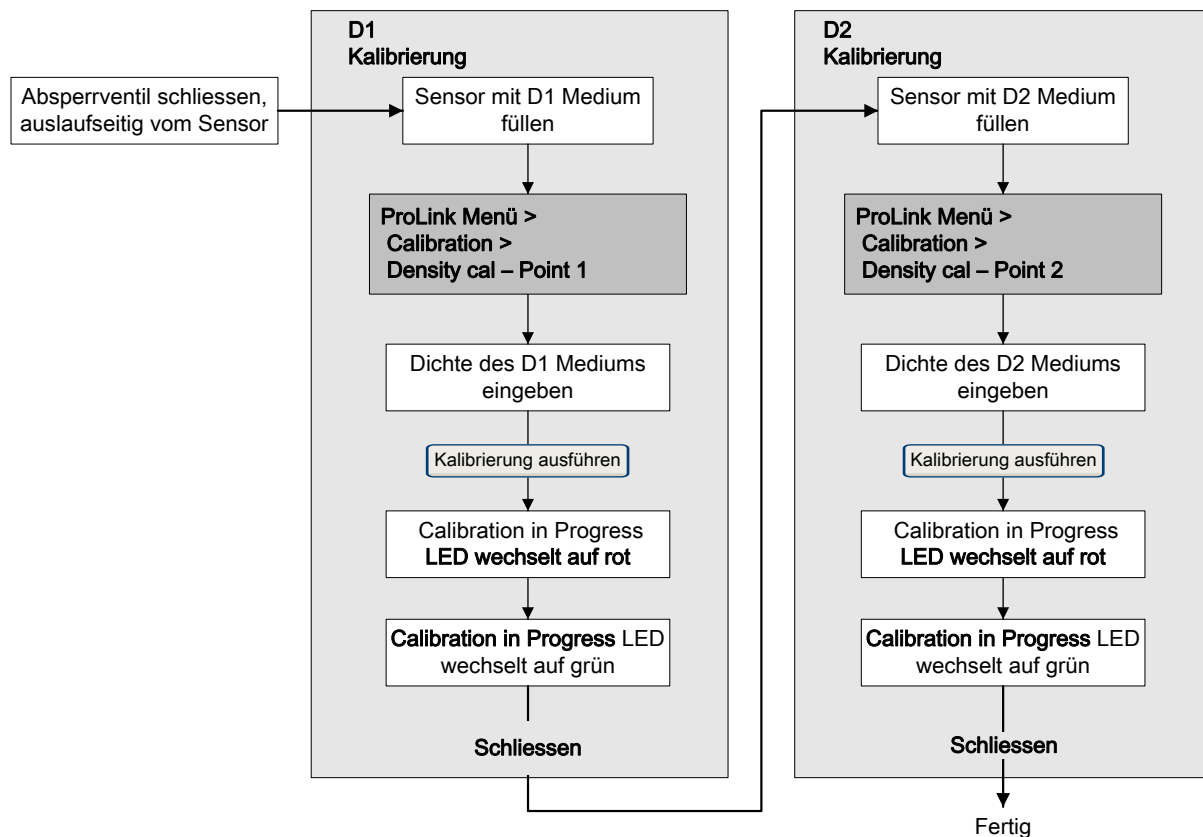 Absperrventil schliessen,
auslaufseitig vom Sensor
D1
Kalibrierung
Sensor mit D1 Medium
füllen
ProLink Menü >
Calibration >
Density cal – Point 1
Dichte des D1 Mediums
eingeben
Kalibrierung ausführen
Calibration in Progress
LED wechselt auf rot
Calibration in Progress LED
wechselt auf grün
Schliessen
D2
Kalibrierung
Sensor mit D2 Medium
füllen
ProLink Menü >
Calibration >
Density cal – Point 2
Dichte des D2 Mediums
eingeben
Kalibrierung ausführen
Calibration in Progress
LED wechselt auf rot
Calibration in Progress LED
wechselt auf grün
Schliessen
Fertig